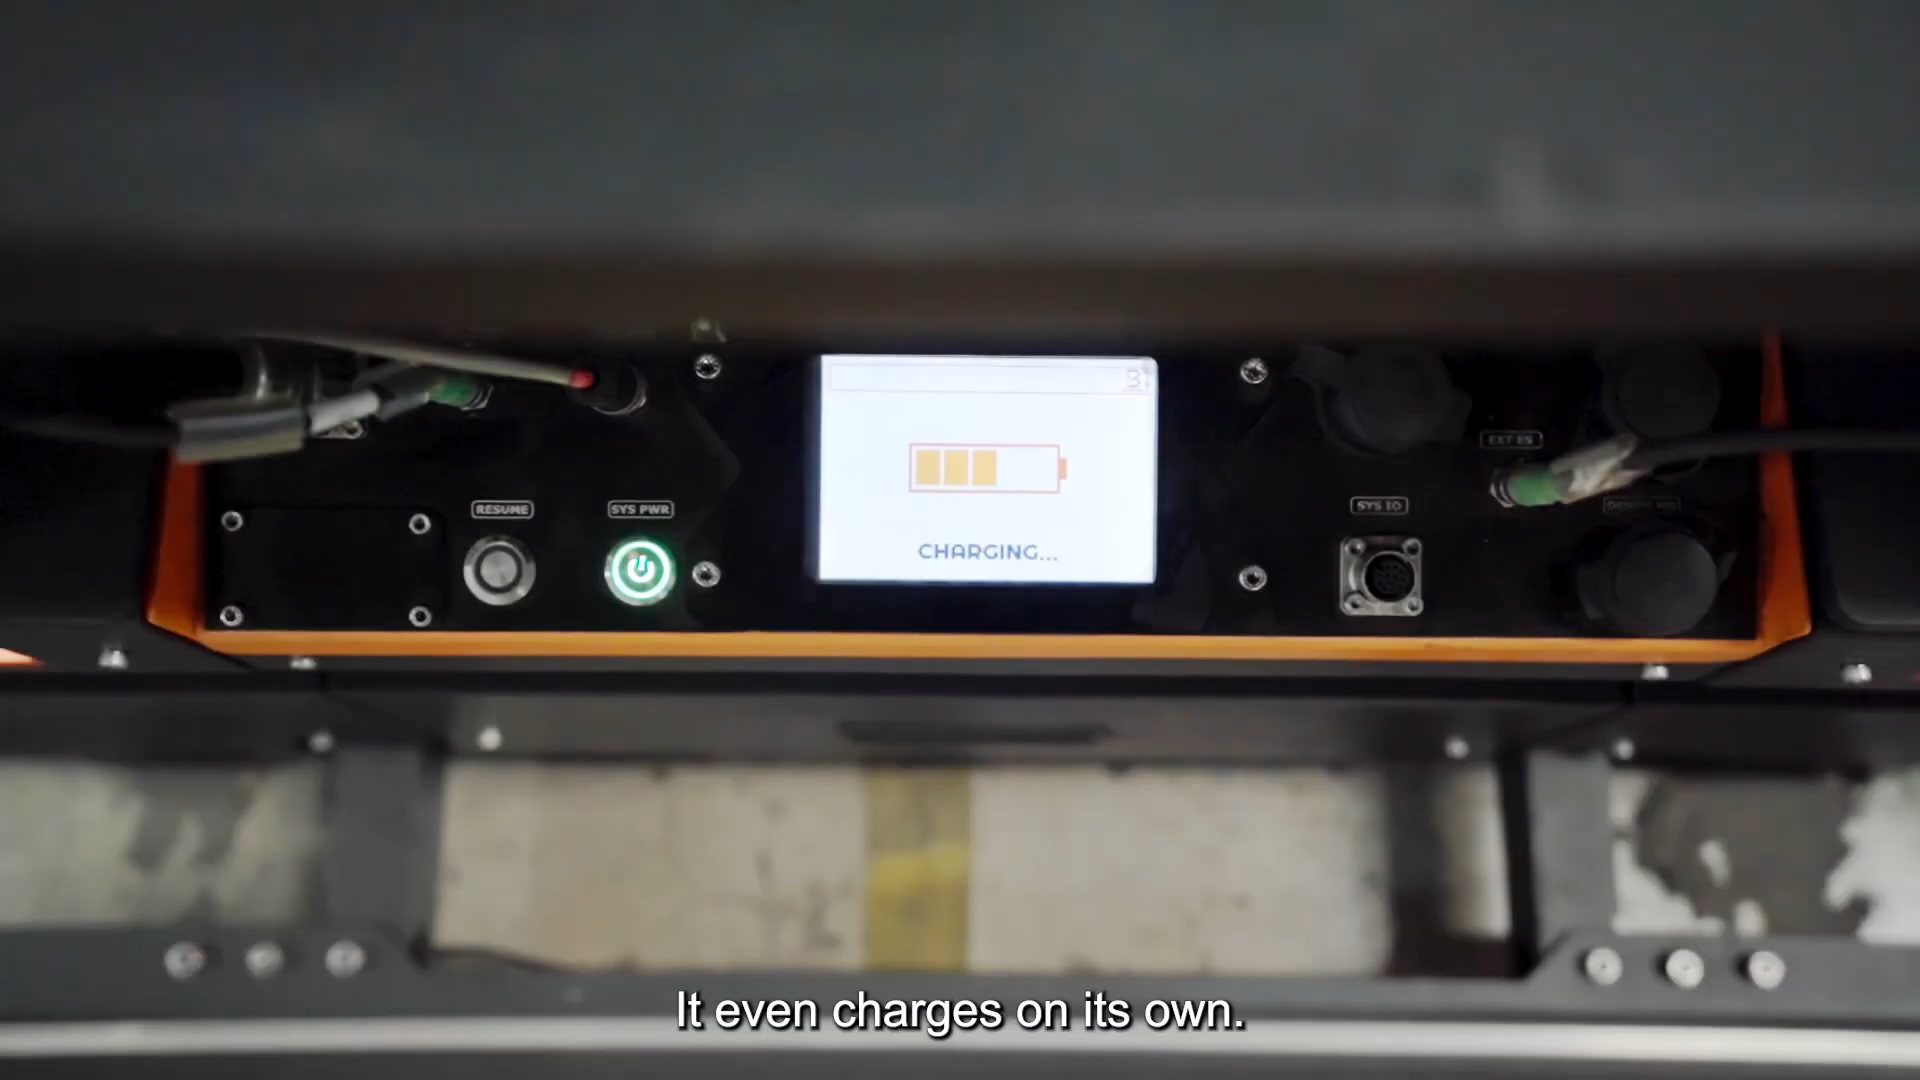 EXT ES
RESUME
SYS PWR
SYS IO
CHARGING...
It even charges on its own.